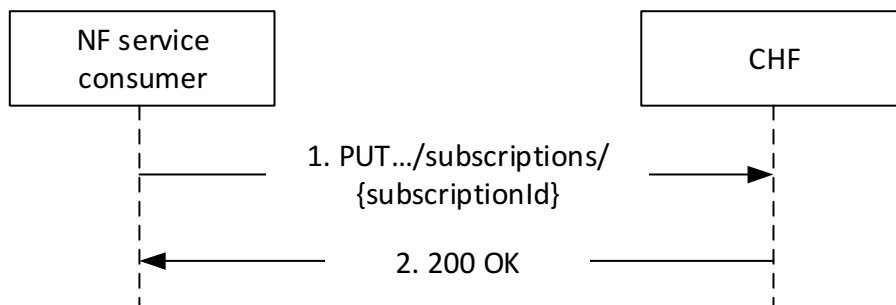 NF service
consumer
CHF
1. PUT.../subscriptions/
{subscriptionId}
2. 200 OK